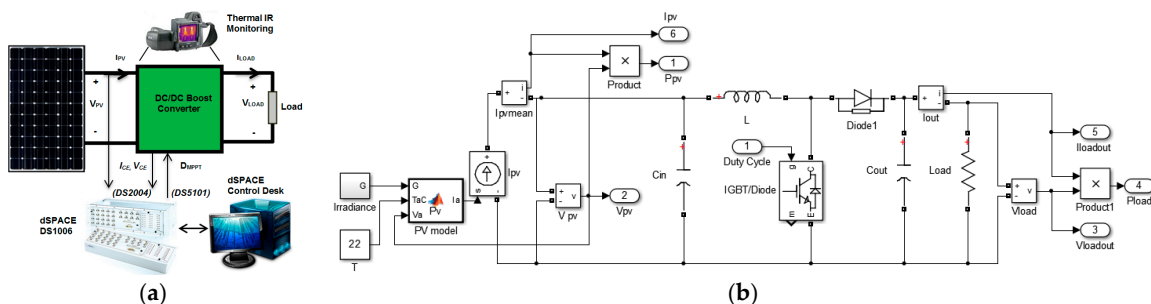 Thermal IR
Monitoring
IPV
ILOAD
+
VPV
-
DC/DC Boost
Converter
+
VLOAD
-
Load
ICE, VCE
DMPPT
(DS2004)
(DS5101)
dSPACE
Control Desk
dSPACE
DS1006
(a)
Ipv
6
1
Ppv
×
Product
+
i
-
Ipvmean
+
s
-
Ipv
G
Irradiance
22
T
G
TaC
Va
Pv
Ia
PV model
+
-
v
V pv
2
Vpv
+
L
+
Cin
1
Duty Cycle
g
C
m
E
IGBT/Diode
Diode1
+
Cout
+
i
-
Iout
+
Load
+
-
v
Vload
5
Iloadout
×
Product1
4
Pload
3
Vloadout
(b)